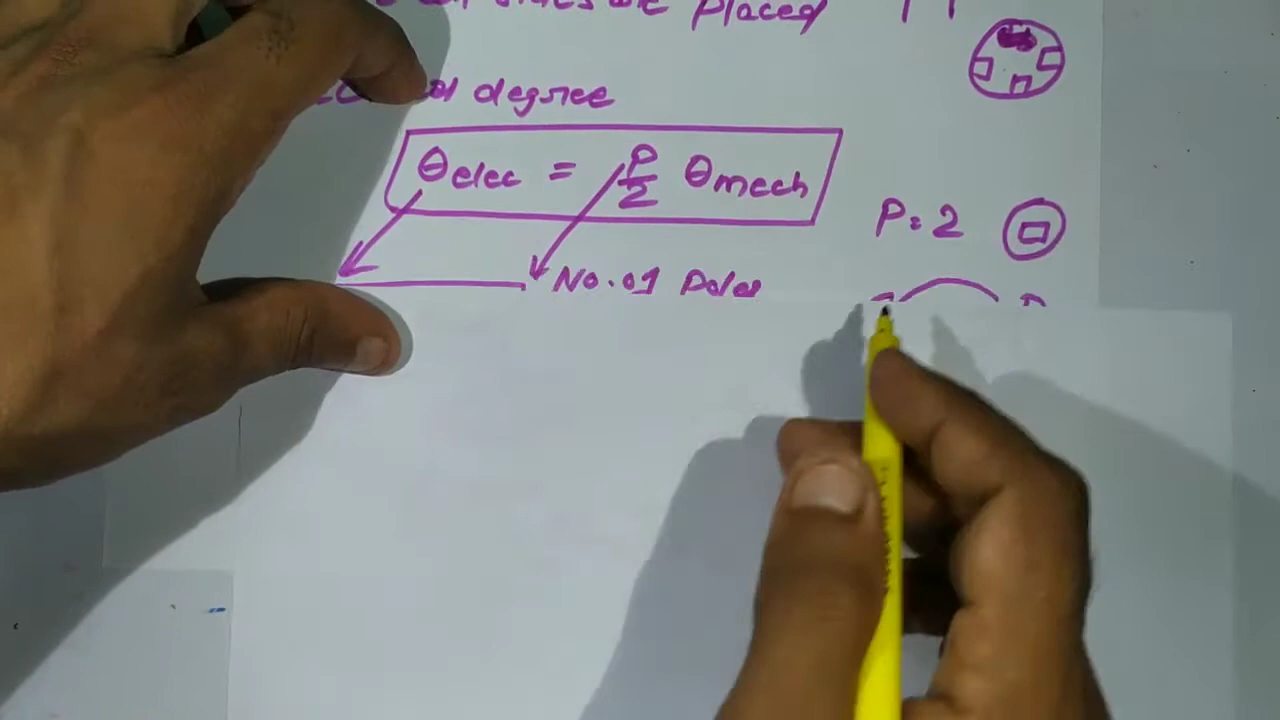 placed
degree
θelec = P/2 θmech
P = 2
No. of Poles